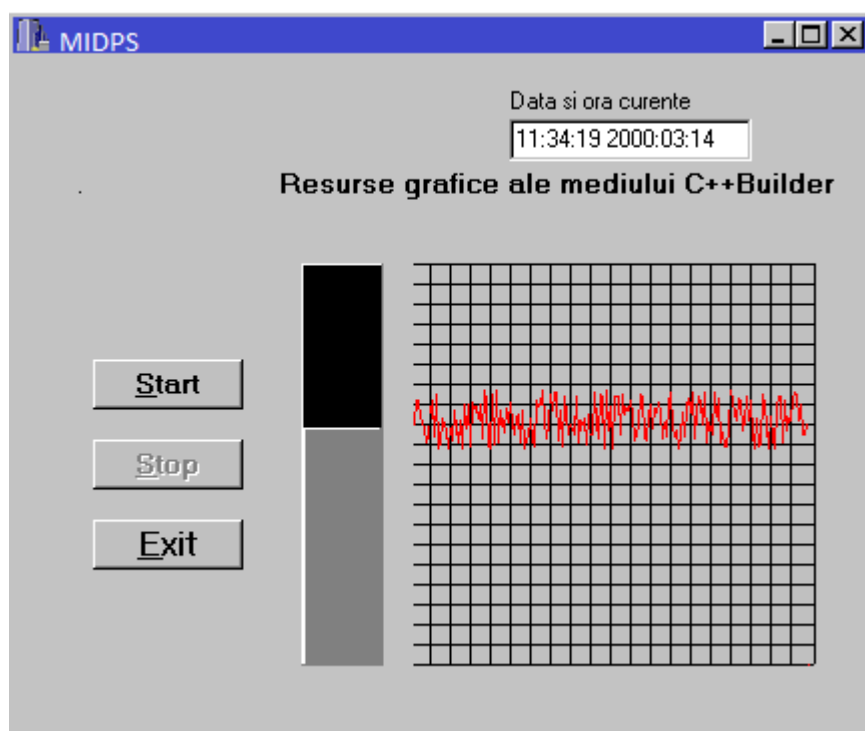 MIDPS
Data si ora curente
11:34:19 2000:03:14
Resurse grafice ale mediului C++Builder
Start
Stop
Exit